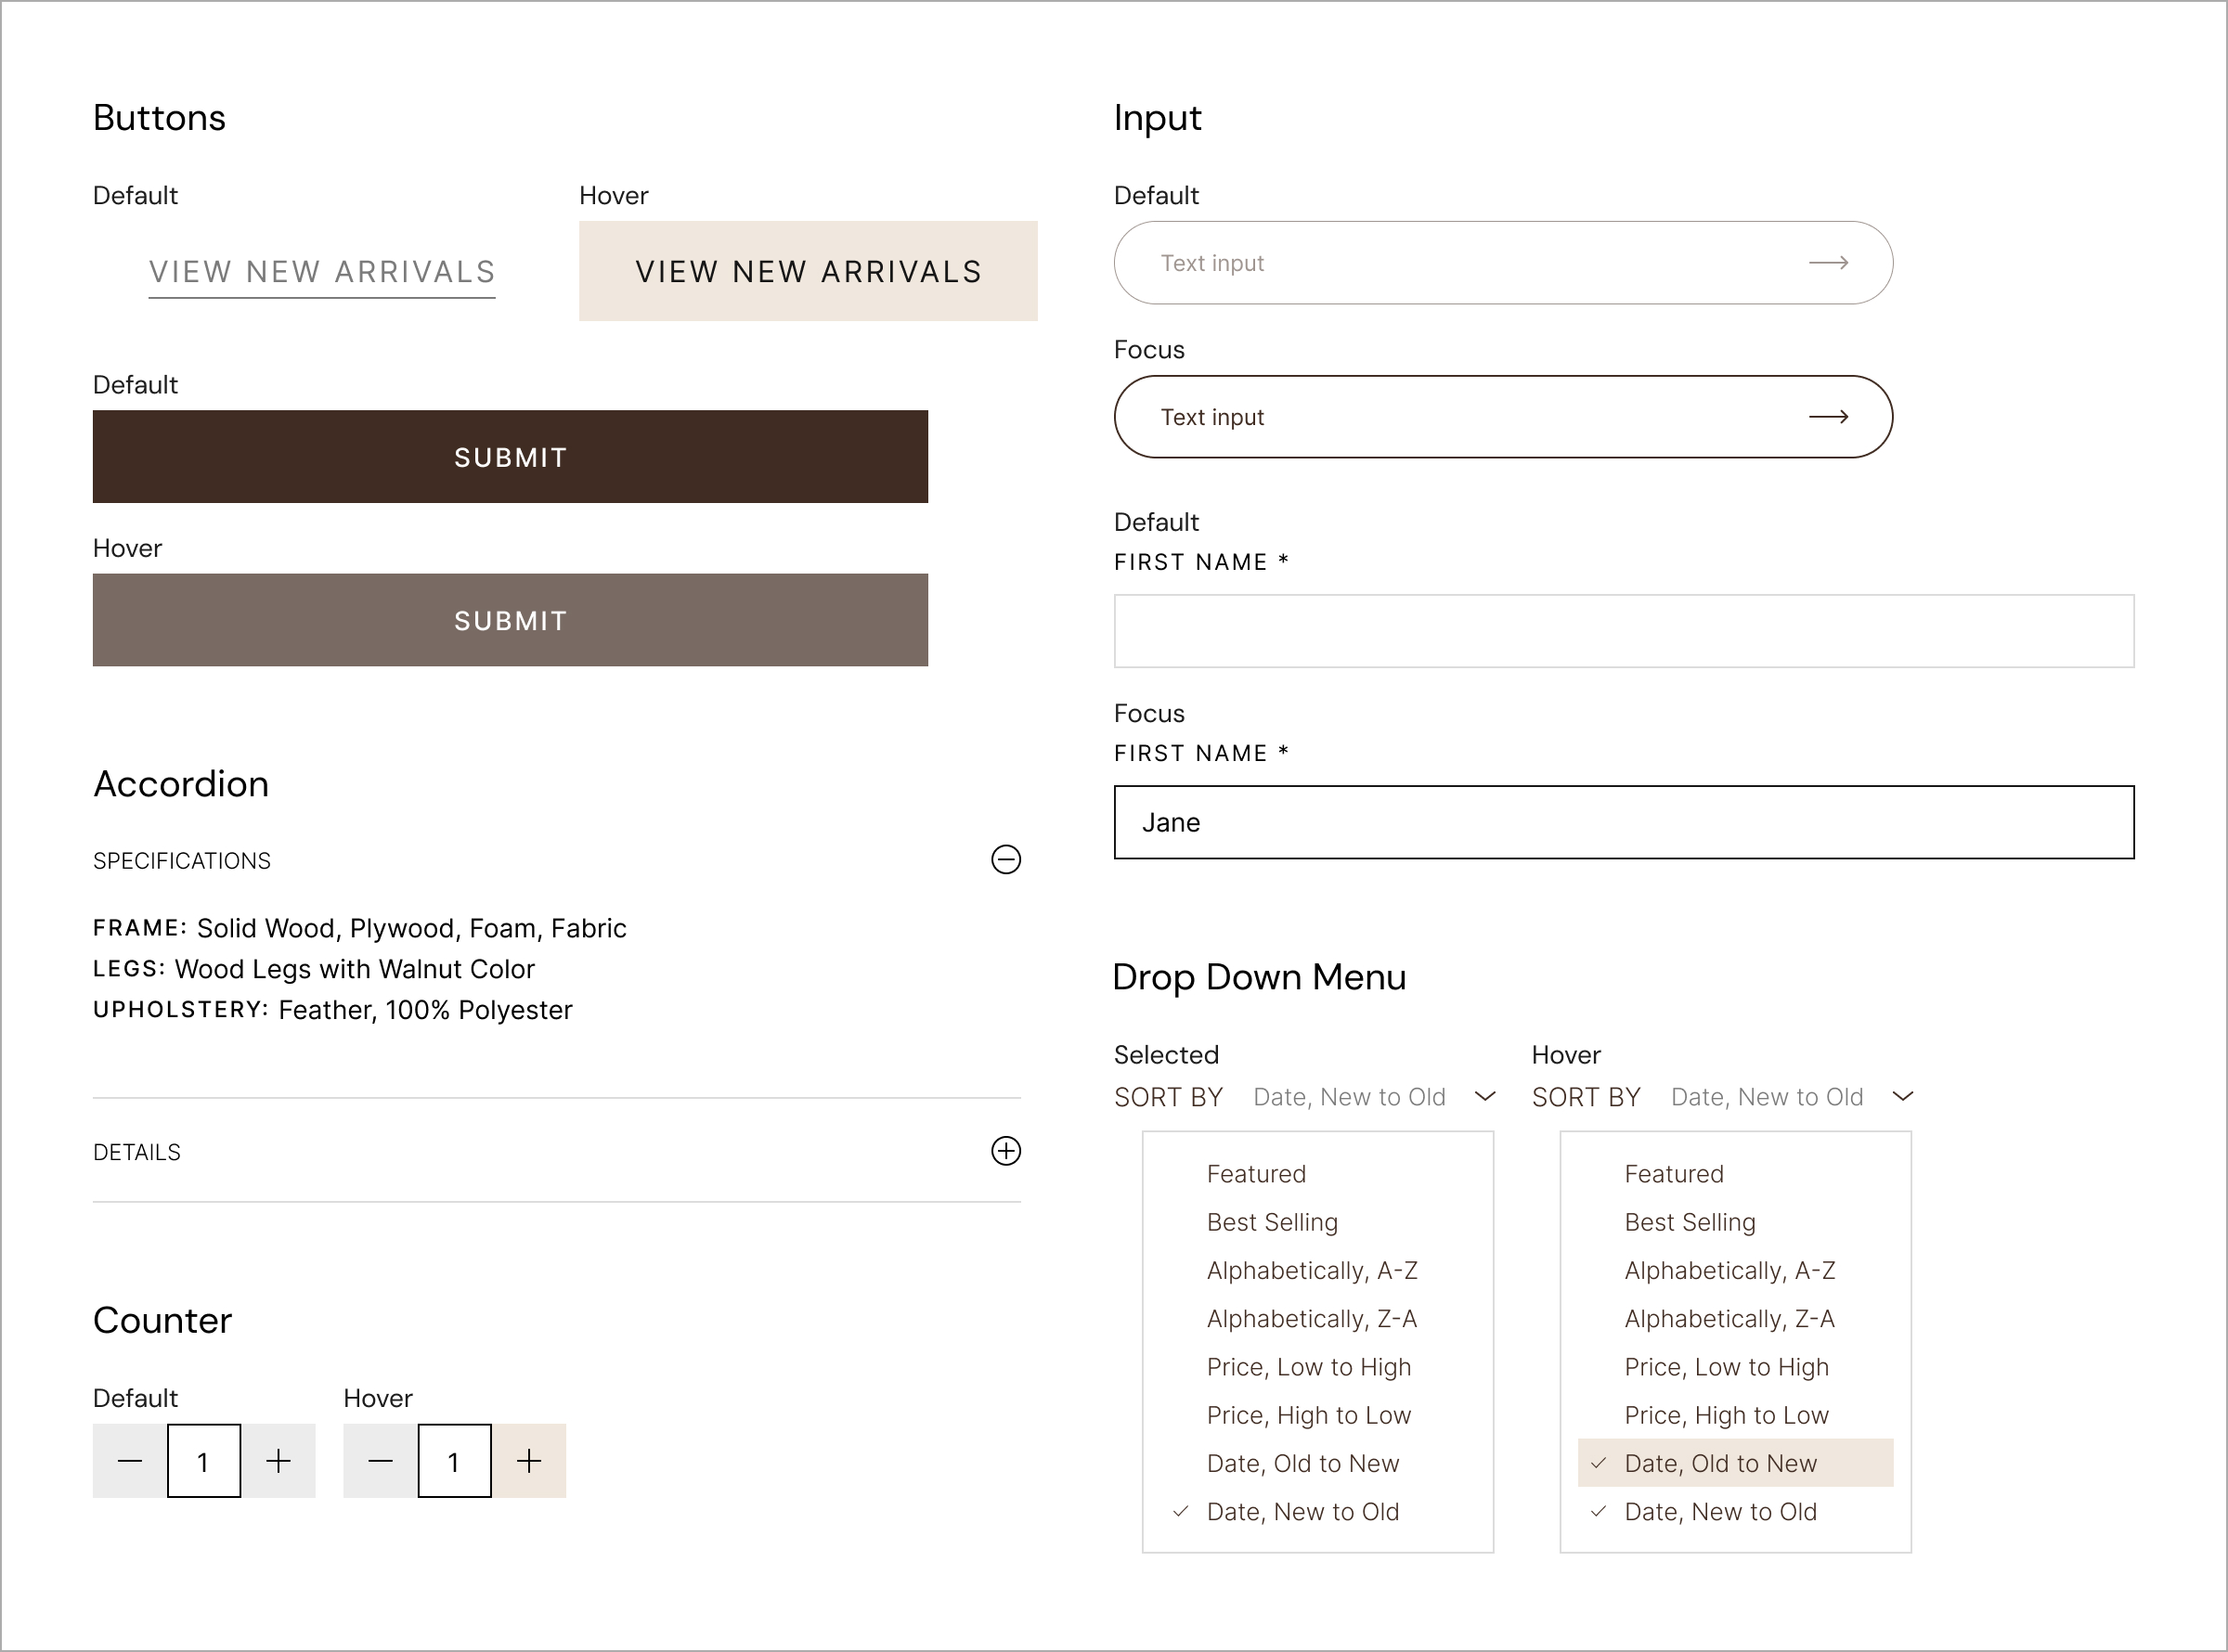 Buttons
Default
Hover
VIEW NEW ARRIVALS
VIEW NEW ARRIVALS
Default
SUBMIT
Hover
SUBMIT
Accordion
SPECIFICATIONS
FRAME: Solid Wood, Plywood, Foam, Fabric
LEGS: Wood Legs with Walnut Color
UPHOLSTERY: Feather, 100% Polyester
DETAILS
Counter
Default
Hover
1
1
Input
Default
Text input
Focus
Text input
Default
FIRST NAME *
Focus
FIRST NAME *
Jane
Drop Down Menu
Selected
SORT BY Date, New to Old
Featured
Best Selling
Alphabetically, A-Z
Alphabetically, Z-A
Price, Low to High
Price, High to Low
Date, Old to New
Date, New to Old
Hover
SORT BY Date, New to Old
Featured
Best Selling
Alphabetically, A-Z
Alphabetically, Z-A
Price, Low to High
Price, High to Low
Date, Old to New
Date, New to Old